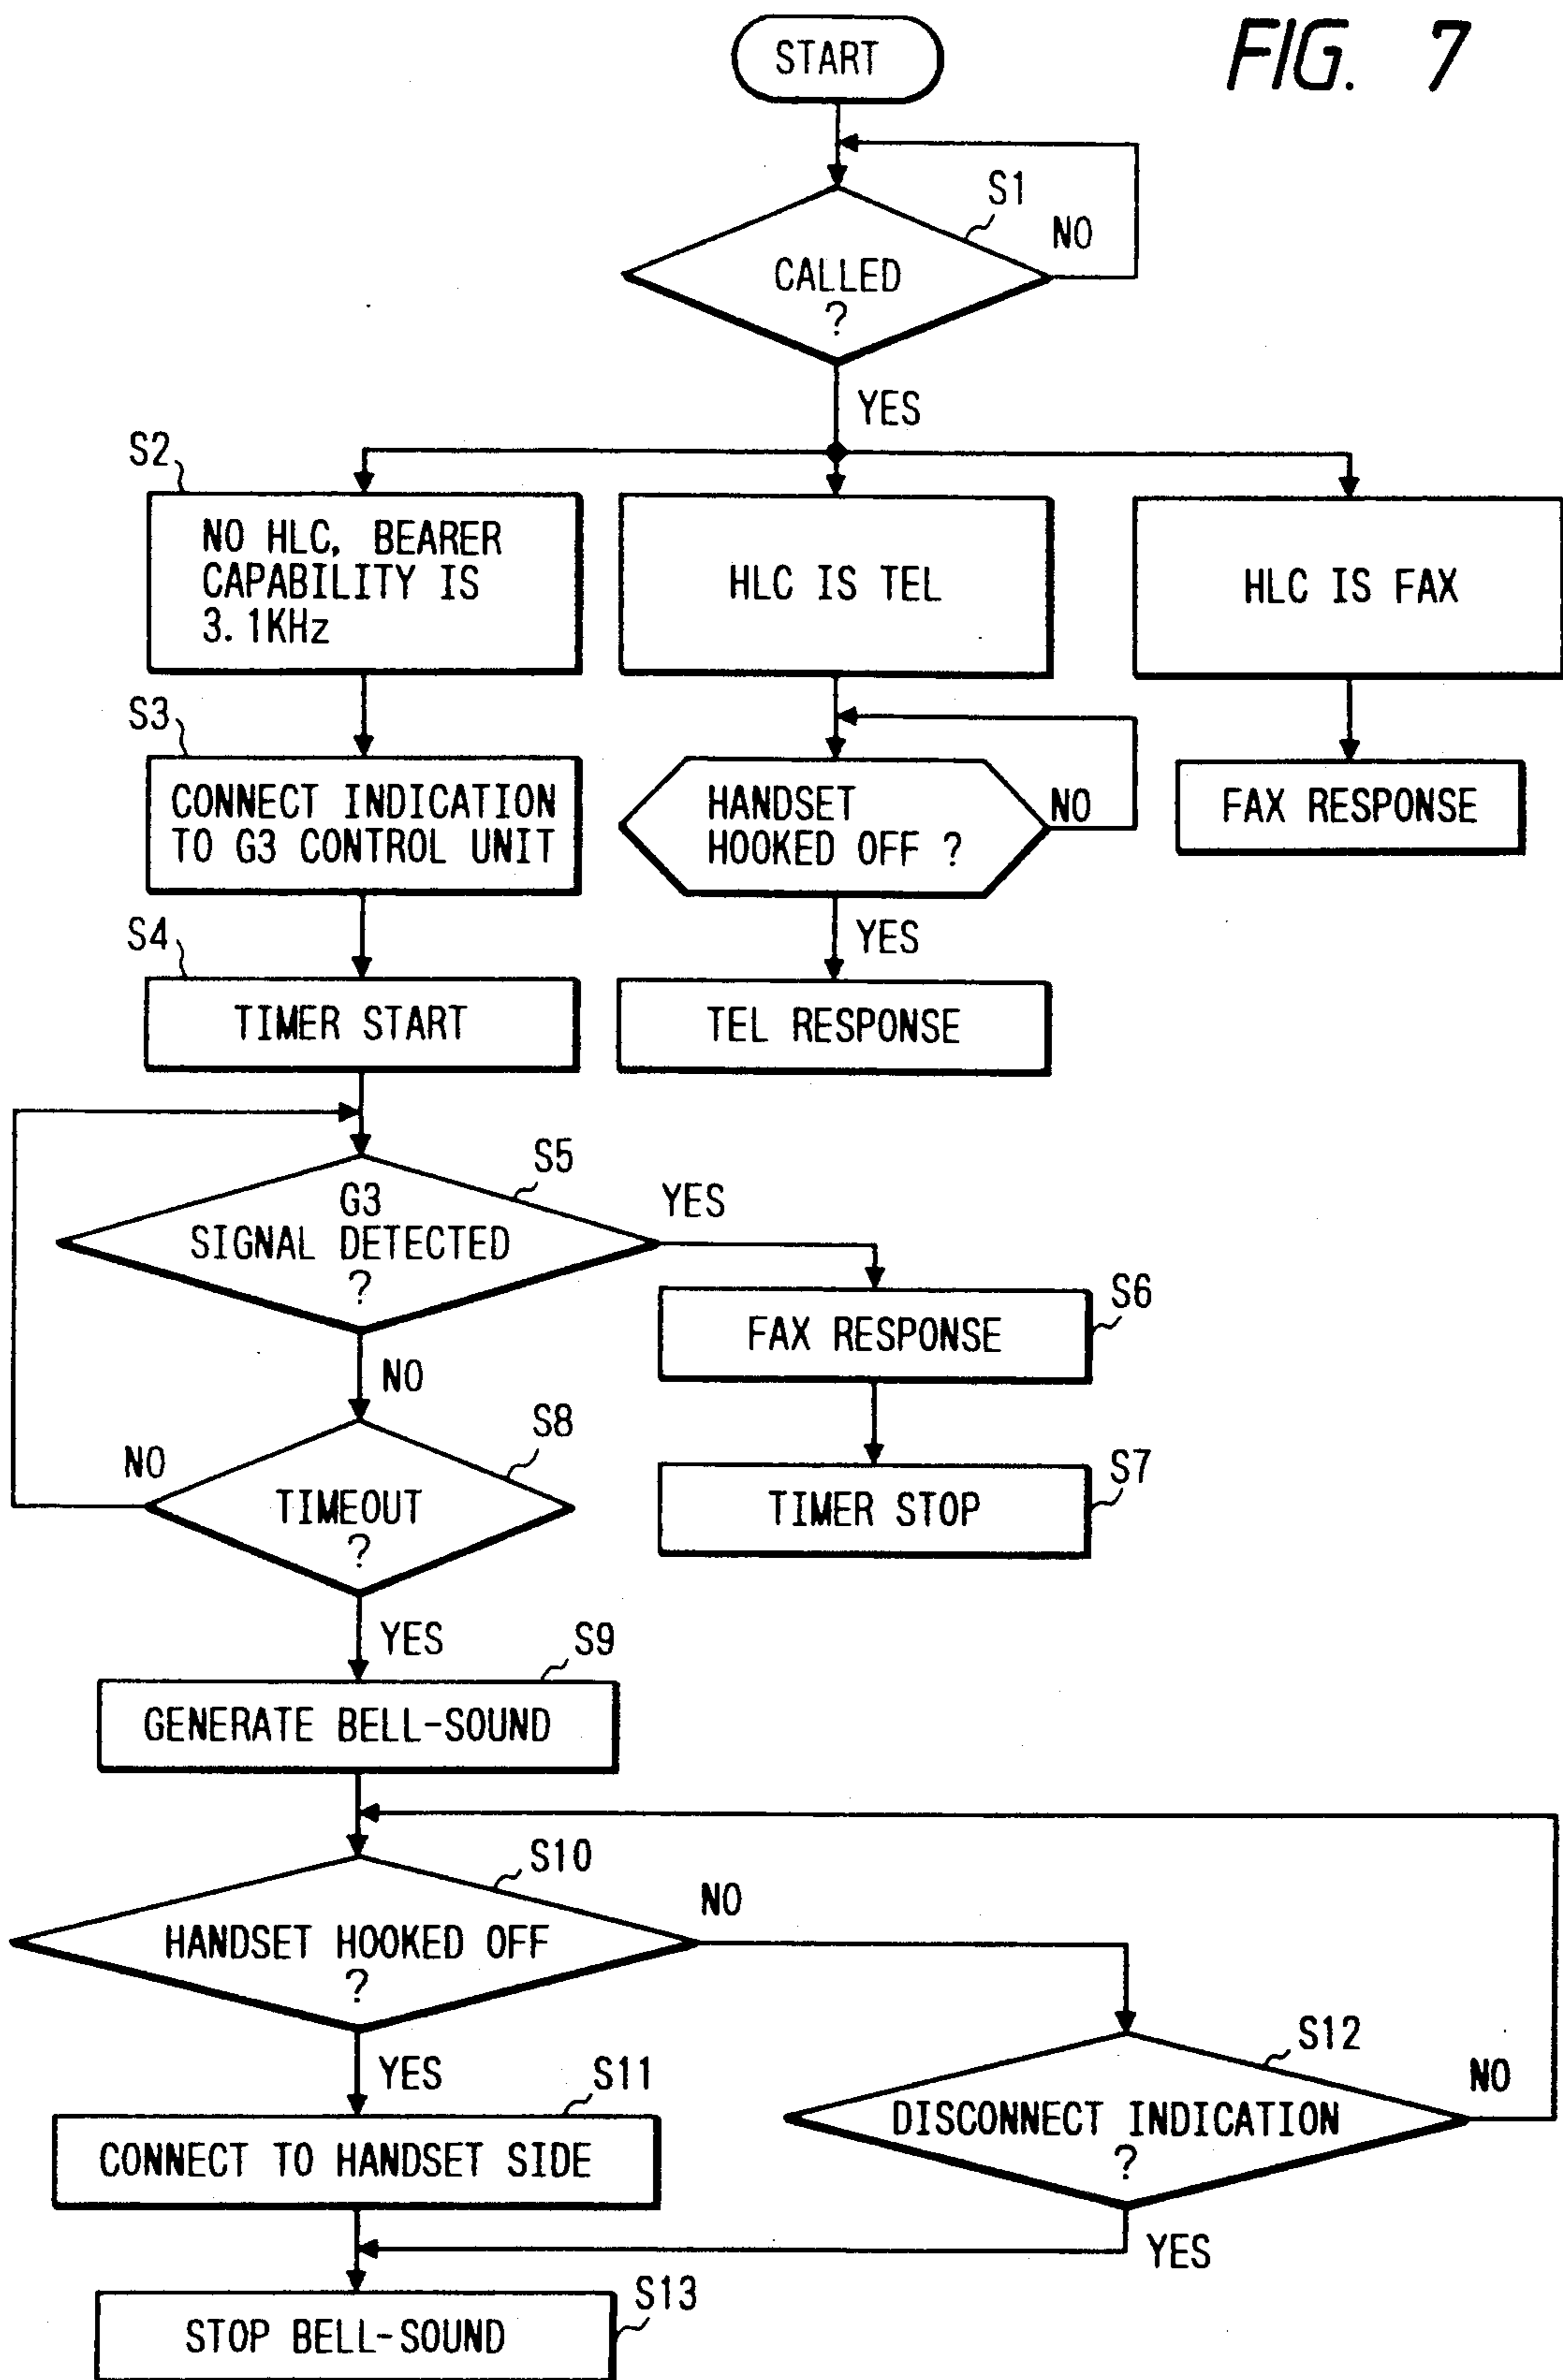 FIG. 7
START
S1
NO
CALLED
?
YES
S2
NO HLC, BEARER
CAPABILITY IS
3.1KHz
HLC IS TEL
HLC IS FAX
S3
CONNECT INDICATION
TO G3 CONTROL UNIT
HANDSET
HOOKED OFF ?
NO
FAX RESPONSE
YES
S4
TIMER START
TEL RESPONSE
S5
G3
SIGNAL DETECTED
?
YES
S6
FAX RESPONSE
NO
S8
NO
TIMEOUT
?
S7
TIMER STOP
YES
S9
GENERATE BELL-SOUND
S10
NO
HANDSET HOOKED OFF
?
S12
YES
NO
S11
DISCONNECT INDICATION
?
CONNECT TO HANDSET SIDE
YES
S13
STOP BELL-SOUND